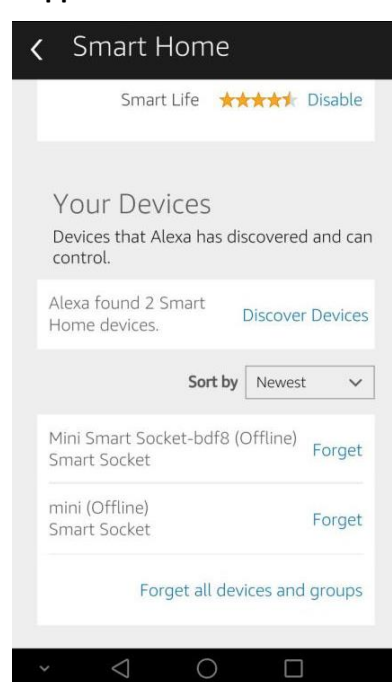 Smart Home
Smart Life Disable
Your Devices
Devices that Alexa has discovered and can
control.
Alexa found 2 Smart
Home devices.
Discover Devices
Sort by Newest
Mini Smart Socket-bdf8 (Offline)
Smart Socket
Forget
mini (Offline)
Smart Socket
Forget
Forget all devices and groups